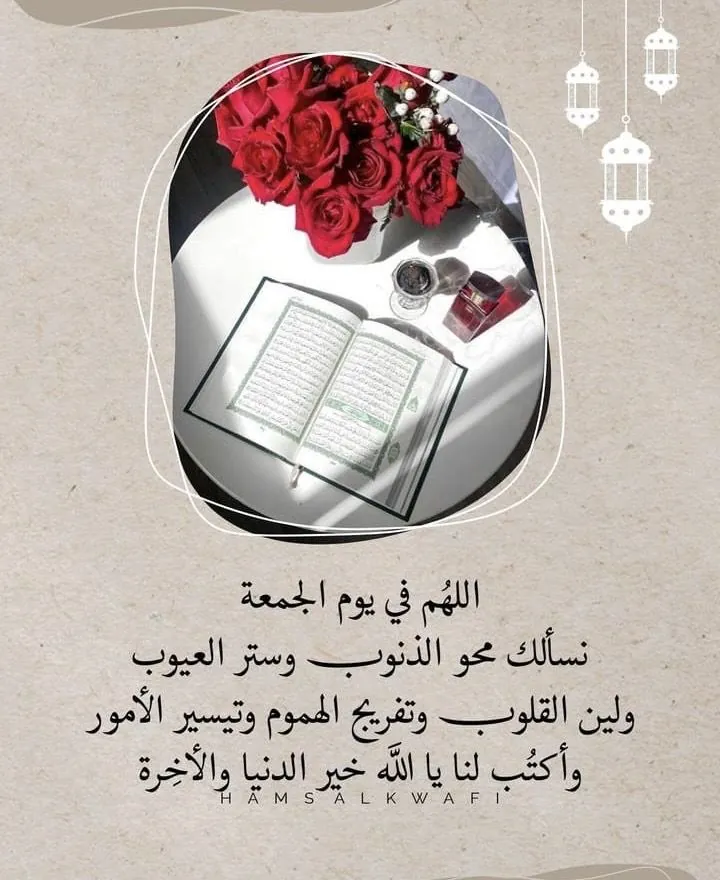 اللهُم في يوم الجمعة
نسألك محو الذنوب وستر العيوب
ولين القلوب وتفريج الهموم وتيسير الأمور
وأكتُب لنا يا اللَّه خير الدنيا والأخِرة
HAMSALKWAFI